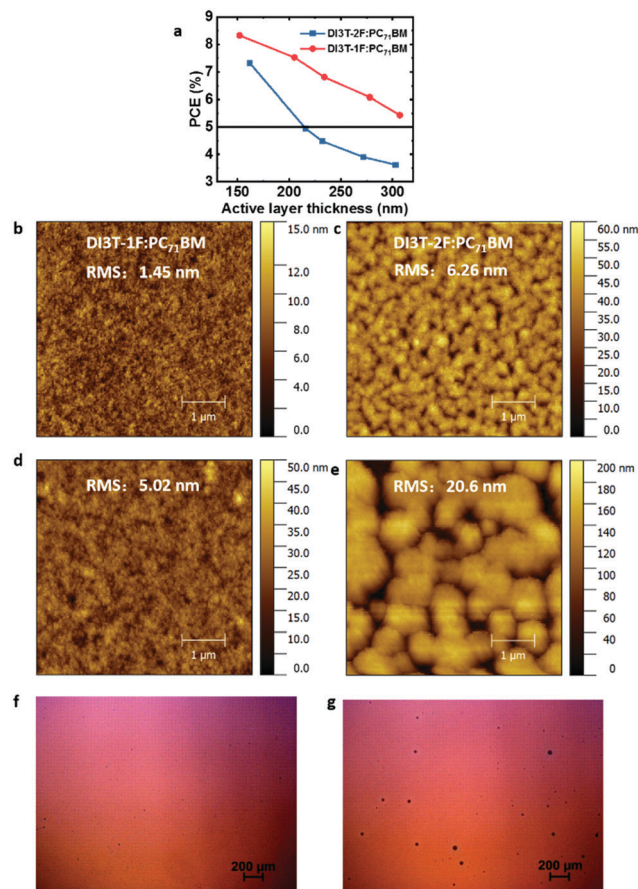 a
9
8
7
6
5
4
3
PCE (%)
DI3T-2F:PC71BM
DI3T-1F:PC71BM
150 200 250 300
Active layer thickness (nm)
b
DI3T-1F:PC71BM
RMS: 1.45 nm
1 µm
15.0 nm
12.0
10.0
8.0
6.0
4.0
2.0
0.0
c
DI3T-2F:PC71BM
RMS: 6.26 nm
1 µm
60.0 nm
55.0
50.0
45.0
40.0
35.0
30.0
25.0
20.0
15.0
10.0
5.0
0.0
d
RMS: 5.02 nm
1 µm
50.0 nm
45.0
40.0
35.0
30.0
25.0
20.0
15.0
10.0
5.0
0.0
e
RMS: 20.6 nm
1 µm
200 nm
180
160
140
120
100
80
60
40
20
0
f
200 µm
g
200 µm